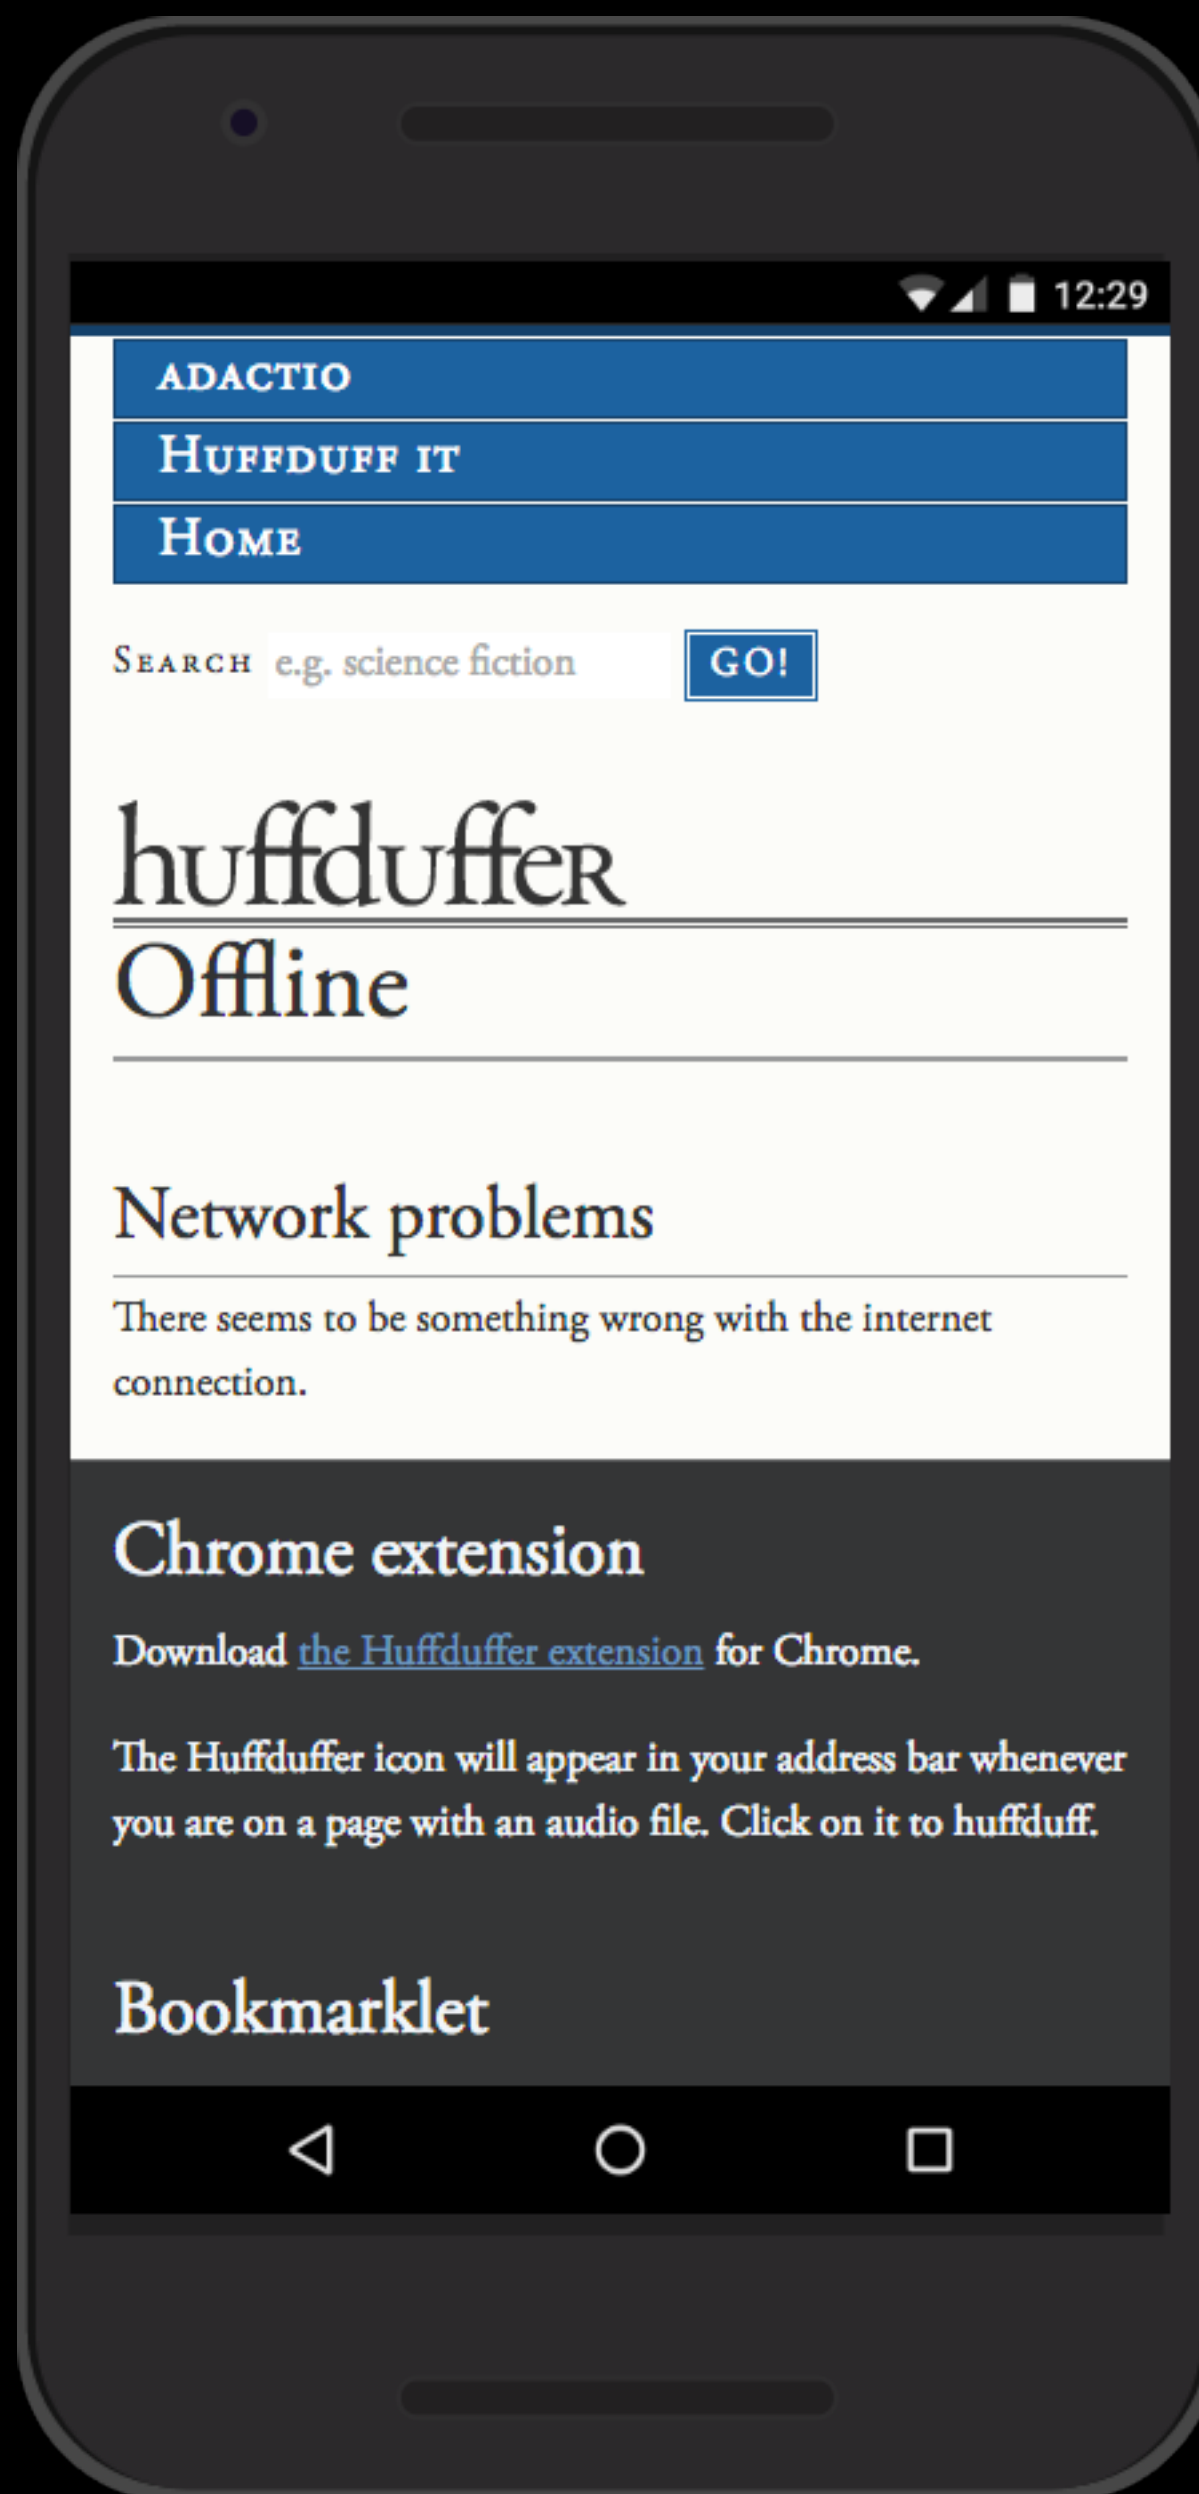 12:29
ADACTIO
HUFFDUFF IT
HOME
SEARCH e.g. science fiction GO!
huffduffeR
Offline
Network problems
There seems to be something wrong with the internet
connection.
Chrome extension
Download the Huffduffer extension for Chrome.
The Huffduffer icon will appear in your address bar whenever
you are on a page with an audio file. Click on it to huffduff.
Bookmarklet